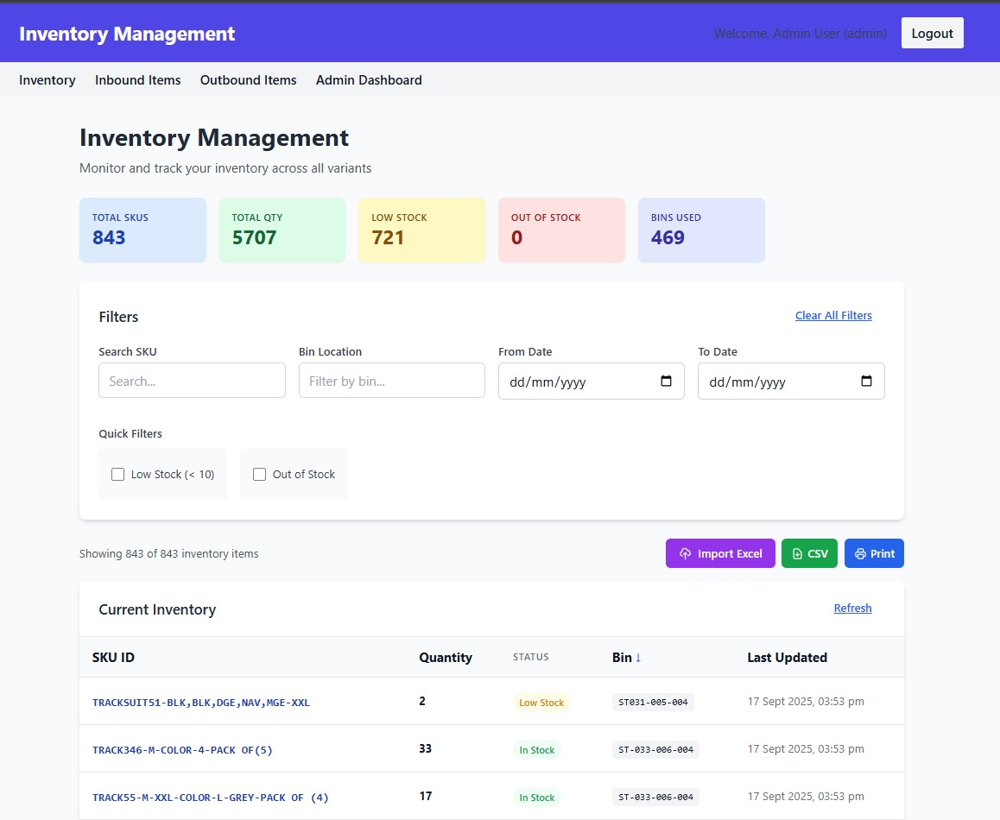 Inventory Management
Welcome, Admin User (admin)
Logout
Inventory Inbound Items Outbound Items Admin Dashboard
Inventory Management
Monitor and track your inventory across all variants
TOTAL SKUS TOTAL QTY LOW STOCK OUT OF STOCK BINS USED
843 5707 721 0 469
Filters Clear All Filters
Search SKU Bin Location From Date To Date
Search... Filter by bin... dd/mm/yyyy dd/mm/yyyy
Quick Filters
Low Stock (< 10) Out of Stock
Showing 843 of 843 inventory items Import Excel CSV Print
Current Inventory Refresh
SKU ID Quantity STATUS Bin ↓ Last Updated
TRACKSUIT51-BLK,BLK,DGE,NAV,MGE-XXL 2 Low Stock ST031-005-004 17 Sept 2025, 03:53 pm
TRACK346-M-COLOR-4-PACK OF(5) 33 In Stock ST-033-006-004 17 Sept 2025, 03:53 pm
TRACK55-M-XXL-COLOR-L-GREY-PACK OF (4) 17 In Stock ST-033-006-004 17 Sept 2025, 03:53 pm